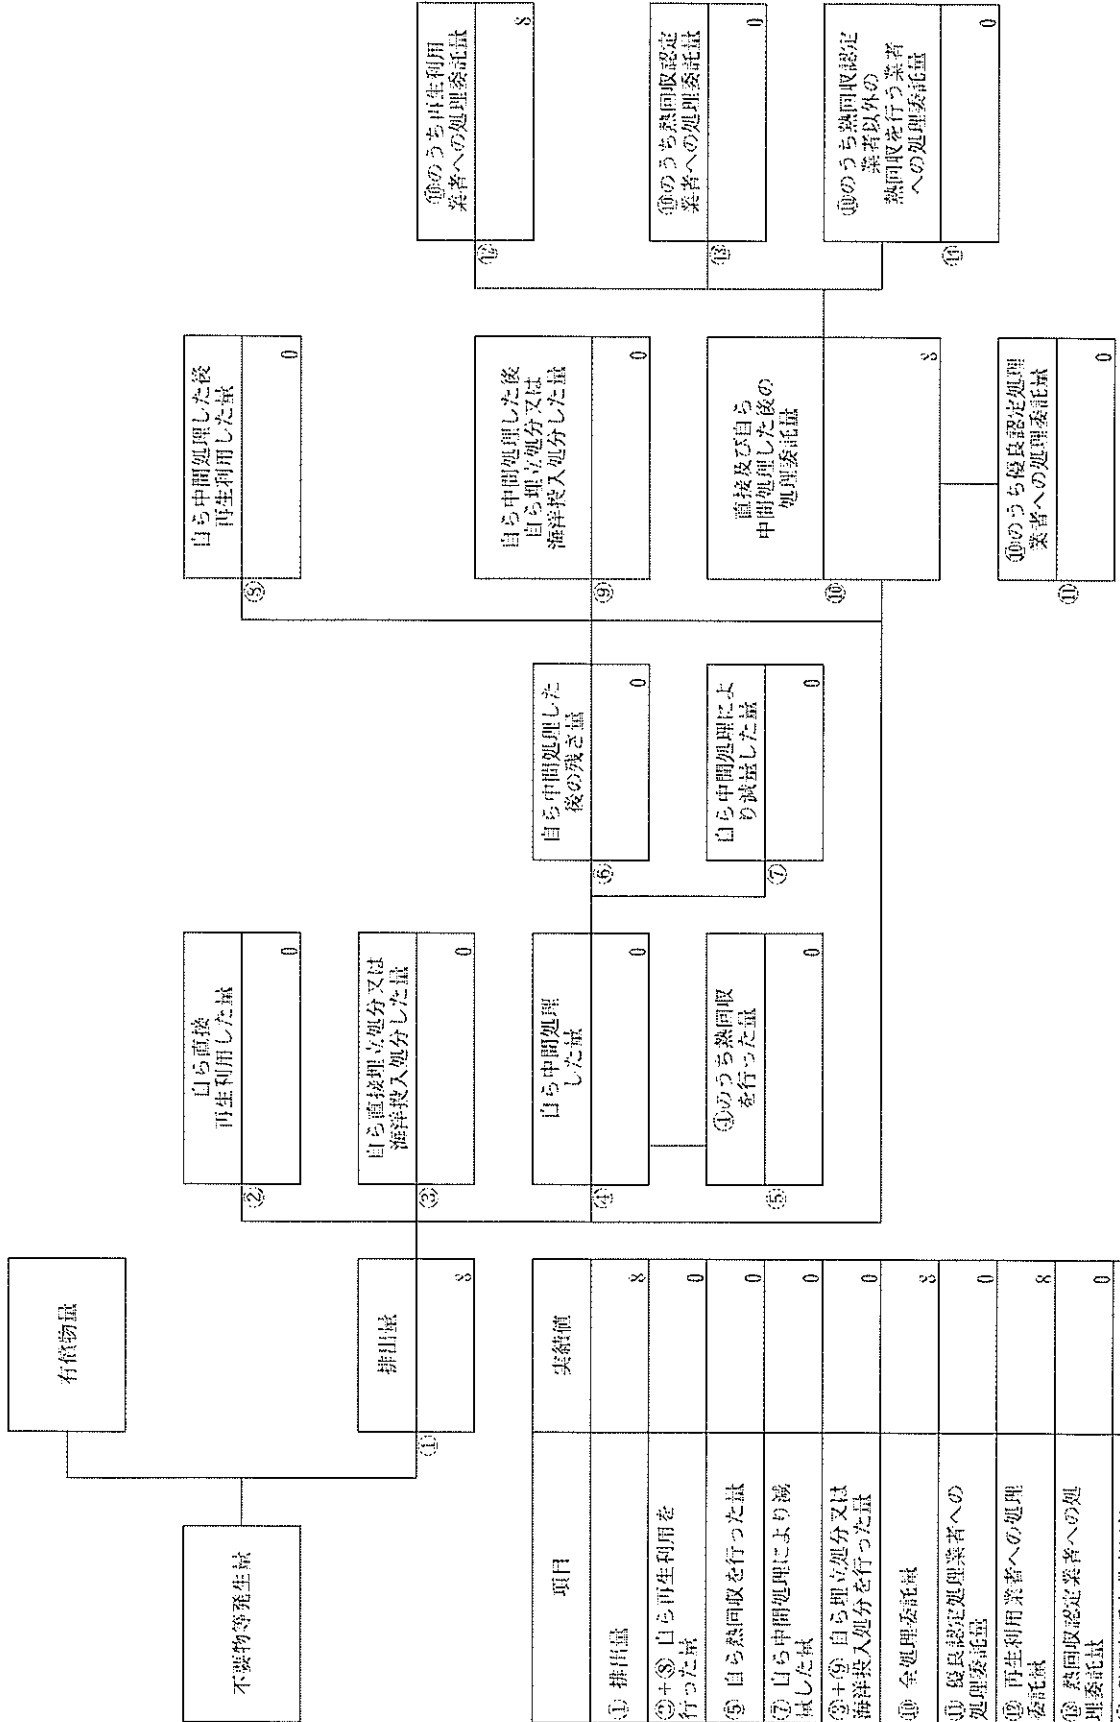 不要物等発生量
有償物量
①
排出量
8
②
自ら直接
再生利用した量
0
③
自ら直接埋立処分又は
海洋投入処分した量
0
④
自ら中間処理
した量
0
⑤
④のうち熱回収
を行った量
0
⑥
自ら中間処理した
後の残さ量
0
⑦
自ら中間処理によ
り減量した量
0
⑧
自ら中間処理した後
再生利用した量
0
⑨
自ら中間処理した後
自ら埋立処分又は
海洋投入処分した量
0
⑩
直接及び自ら
中間処理した後の
処理委託量
8
⑪
⑩のうち優良認定処理
業者への処理委託量
0
⑫
⑩のうち再生利用
業者への処理委託量
8
⑬
⑩のうち熱回収認定
業者への処理委託量
0
⑭
⑩のうち熱回収認定
業者以外の
熱回収を行う業者
への処理委託量
0
項目
実績値
① 排出量
8
②+⑧ 自ら再生利用を
行った量
0
⑤ 自ら熱回収を行った量
0
⑦ 自ら中間処理により減
量した量
0
③+⑨ 自ら埋立処分又は
海洋投入処分を行った量
0
⑩ 全処理委託量
8
⑪ 優良認定処理業者への
処理委託量
0
⑫ 再生利用業者への処理
委託量
8
⑬ 熱回収認定業者への処
理委託量
0